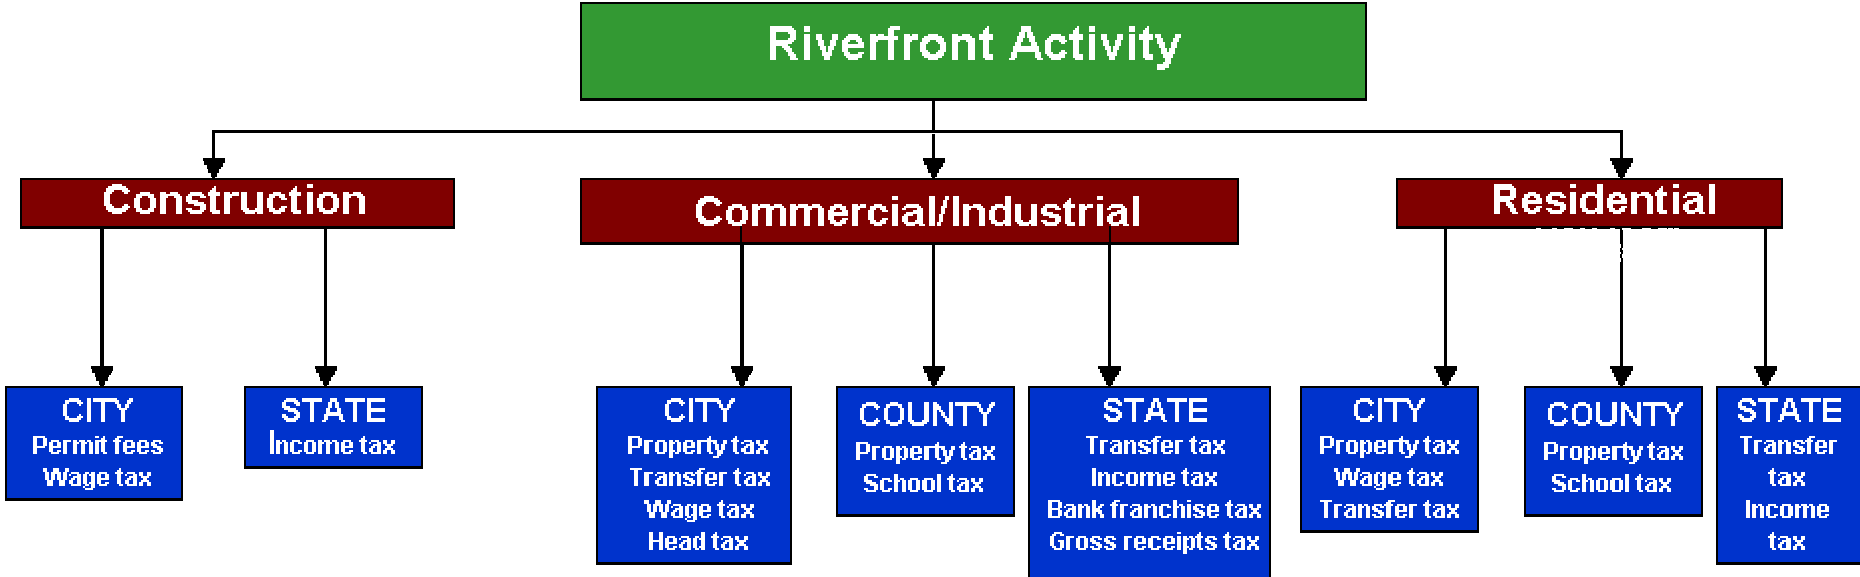 Riverfront Activity
Construction
Commercial/Industrial
Residential
CITY
Permit fees
Wage tax
STATE
Income tax
CITY
Property tax
Transfer tax
Wage tax
Head tax
COUNTY
Property tax
School tax
STATE
Transfer tax
Income tax
Bank franchise tax
Gross receipts tax
CITY
Property tax
Wage tax
Transfer tax
COUNTY
Property tax
School tax
STATE
Transfer
tax
Income
tax